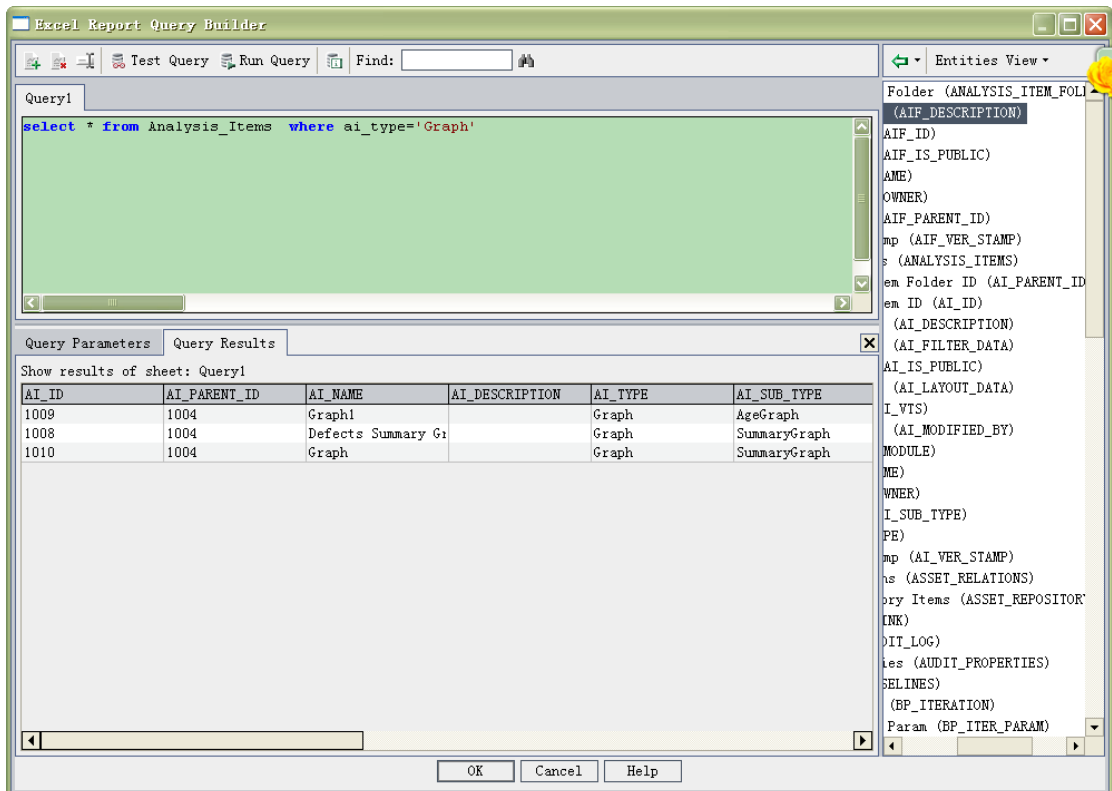 Excel Report Query Builder
Test Query Run Query Find:
Entities View
Query1
select * from Analysis_Items where ai_type='Graph'
Query Parameters Query Results
Show results of sheet: Query1
AI_ID AI_PARENT_ID AI_NAME AI_DESCRIPTION AI_TYPE AI_SUB_TYPE
1009 1004 Graph1 Graph AgeGraph
1008 1004 Defects Summary Gr Graph SummaryGraph
1010 1004 Graph Graph SummaryGraph
Folder (ANALYSIS_ITEM_FOL
(AIF_DESCRIPTION)
AIF_ID)
AIF_IS_PUBLIC)
AME)
OWNER)
AIF_PARENT_ID)
mp (AIF_VER_STAMP)
s (ANALYSIS_ITEMS)
em Folder ID (AI_PARENT_ID
em ID (AI_ID)
(AI_DESCRIPTION)
(AI_FILTER_DATA)
AI_IS_PUBLIC)
(AI_LAYOUT_DATA)
I_VTS)
(AI_MODIFIED_BY)
MODULE)
ME)
WNER)
I_SUB_TYPE)
PE)
mp (AI_VER_STAMP)
ns (ASSET_RELATIONS)
ory Items (ASSET_REPOSITOR
INK)
DIT_LOG)
ies (AUDIT_PROPERTIES)
SELINES)
(BP_ITERATION)
Param (BP_ITER_PARAM)
OK Cancel Help